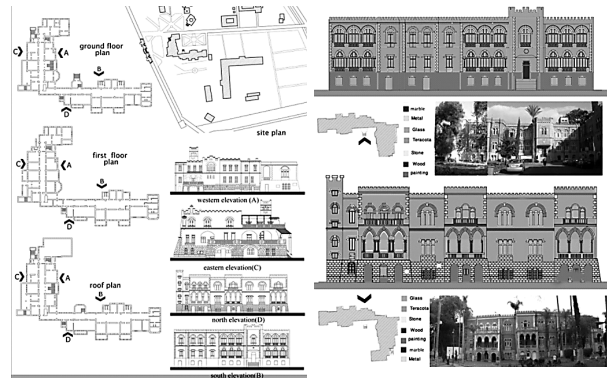 ground floor
plan
C
A
B
D
site plan
first floor
plan
C
A
B
D
western elevation (A)
eastern elevation(C)
roof plan
C
A
B
D
north elevation(D)
south elevation(B)
marble
Metal
Glass
Teracota
Stone
Wood
painting
Glass
Teracota
Stone
Wood
painting
marble
Metal